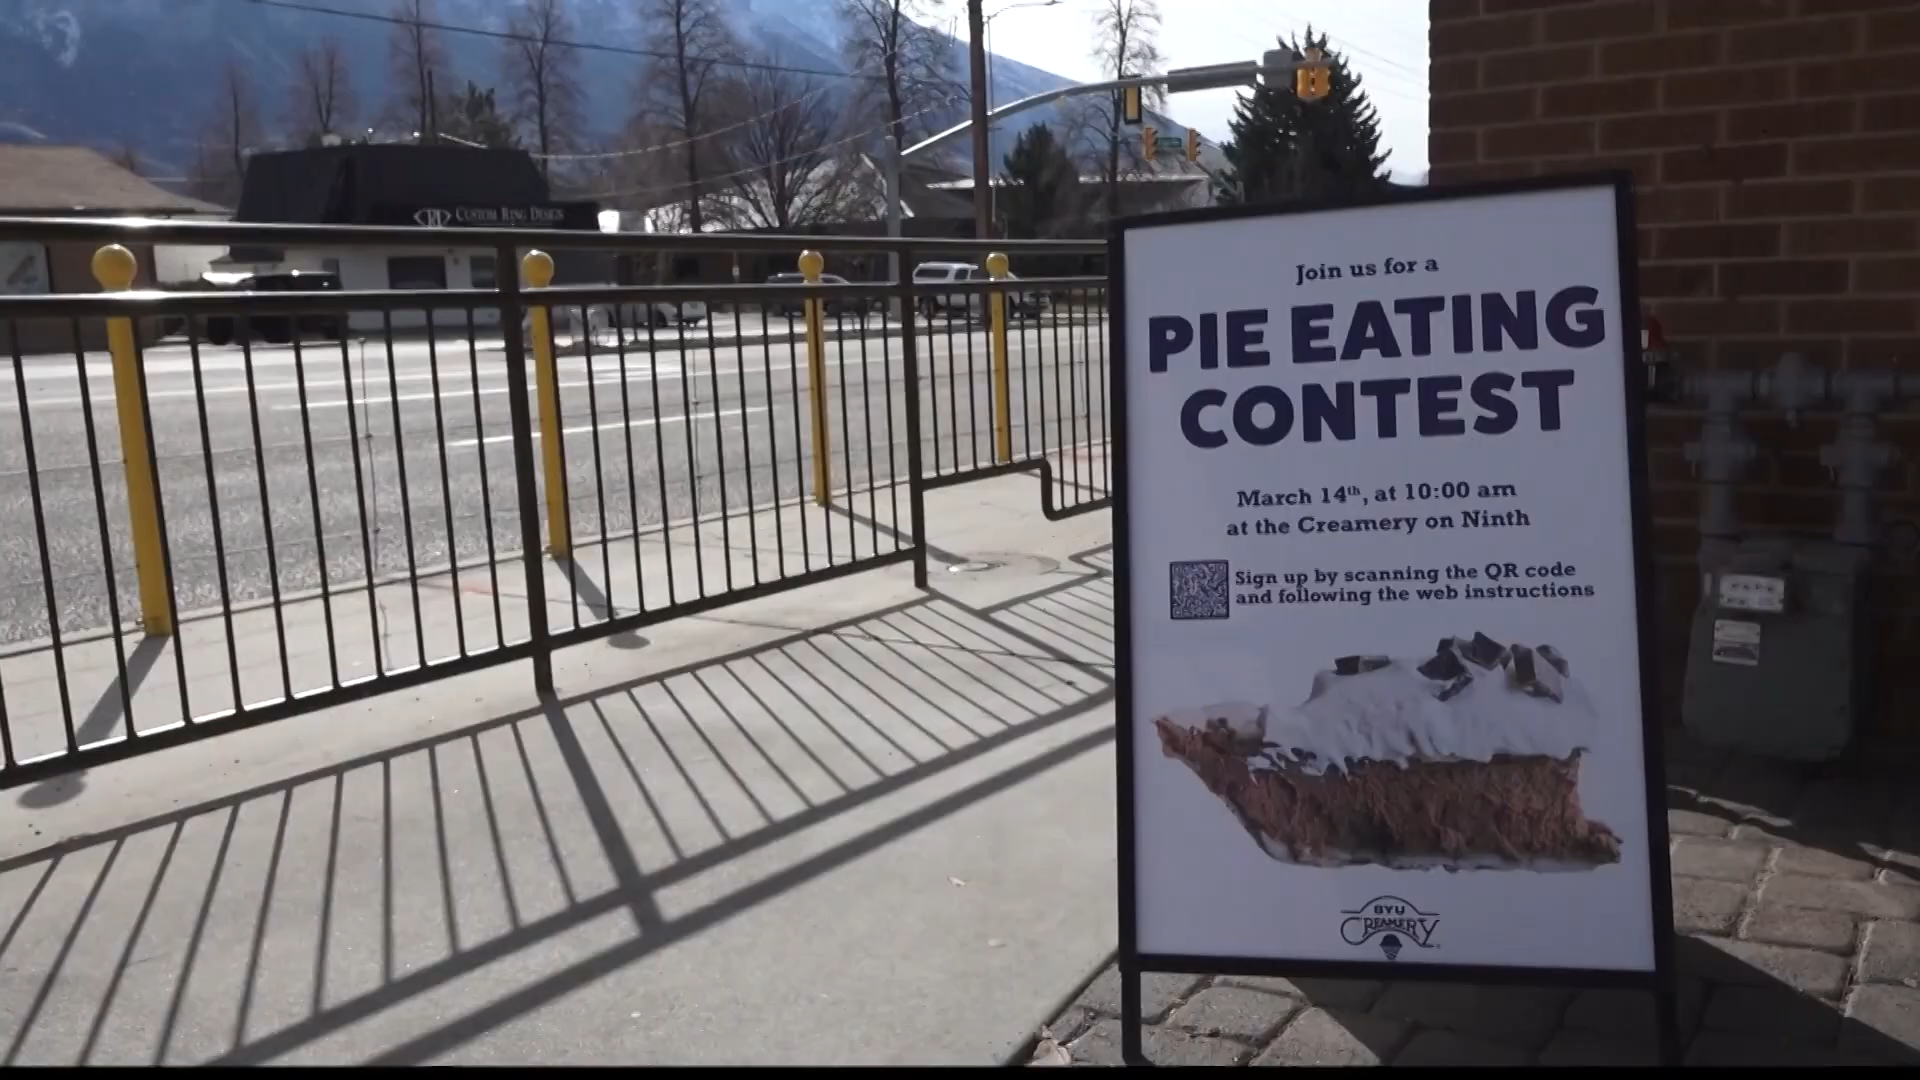 CUSTOM RING DESIGN
Join us for a
PIE EATING
CONTEST
March 14th, at 10:00 am
at the Creamery on Ninth
Sign up by scanning the QR code
and following the web instructions
BYU
CREAMERY